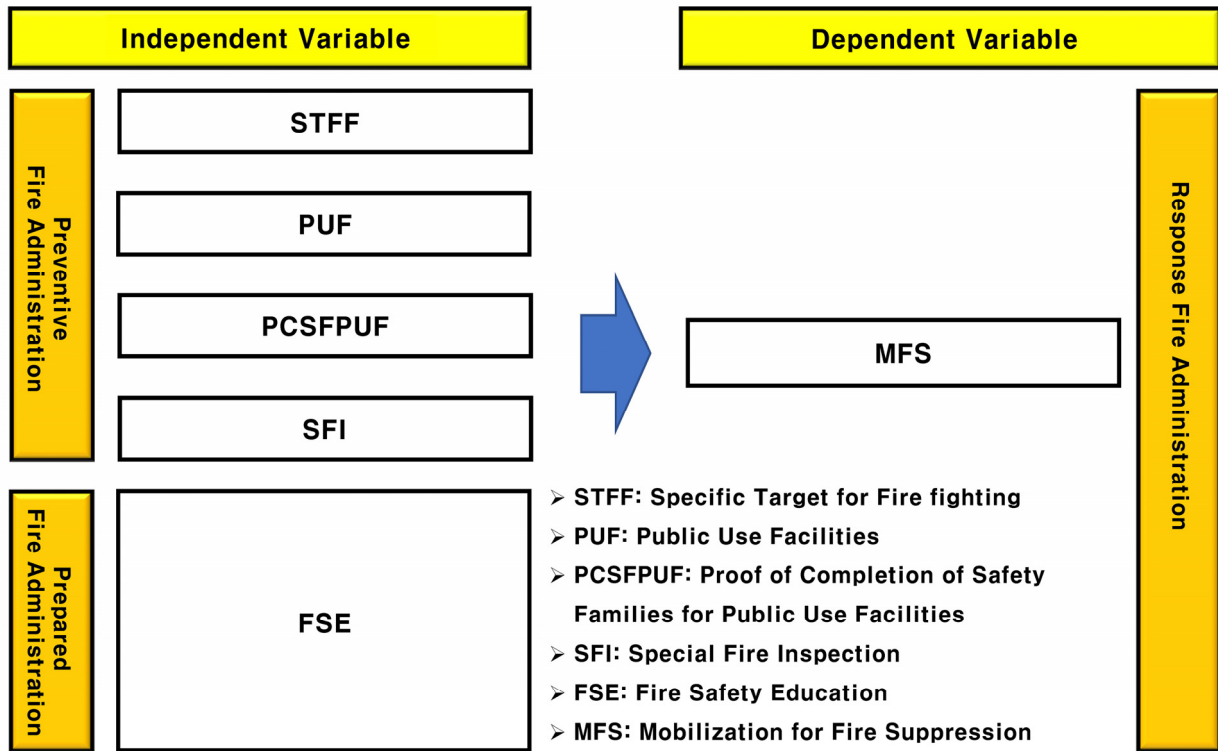 Independent Variable
Dependent Variable
Preventive
Fire Administration
STFF
PUF
PCSFPUF
SFI
Prepared
Fire Administration
FSE
MFS
Response Fire Administration
➢ STFF: Specific Target for Fire fighting
➢ PUF: Public Use Facilities
➢ PCSFPUF: Proof of Completion of Safety
Families for Public Use Facilities
➢ SFI: Special Fire Inspection
➢ FSE: Fire Safety Education
➢ MFS: Mobilization for Fire Suppression